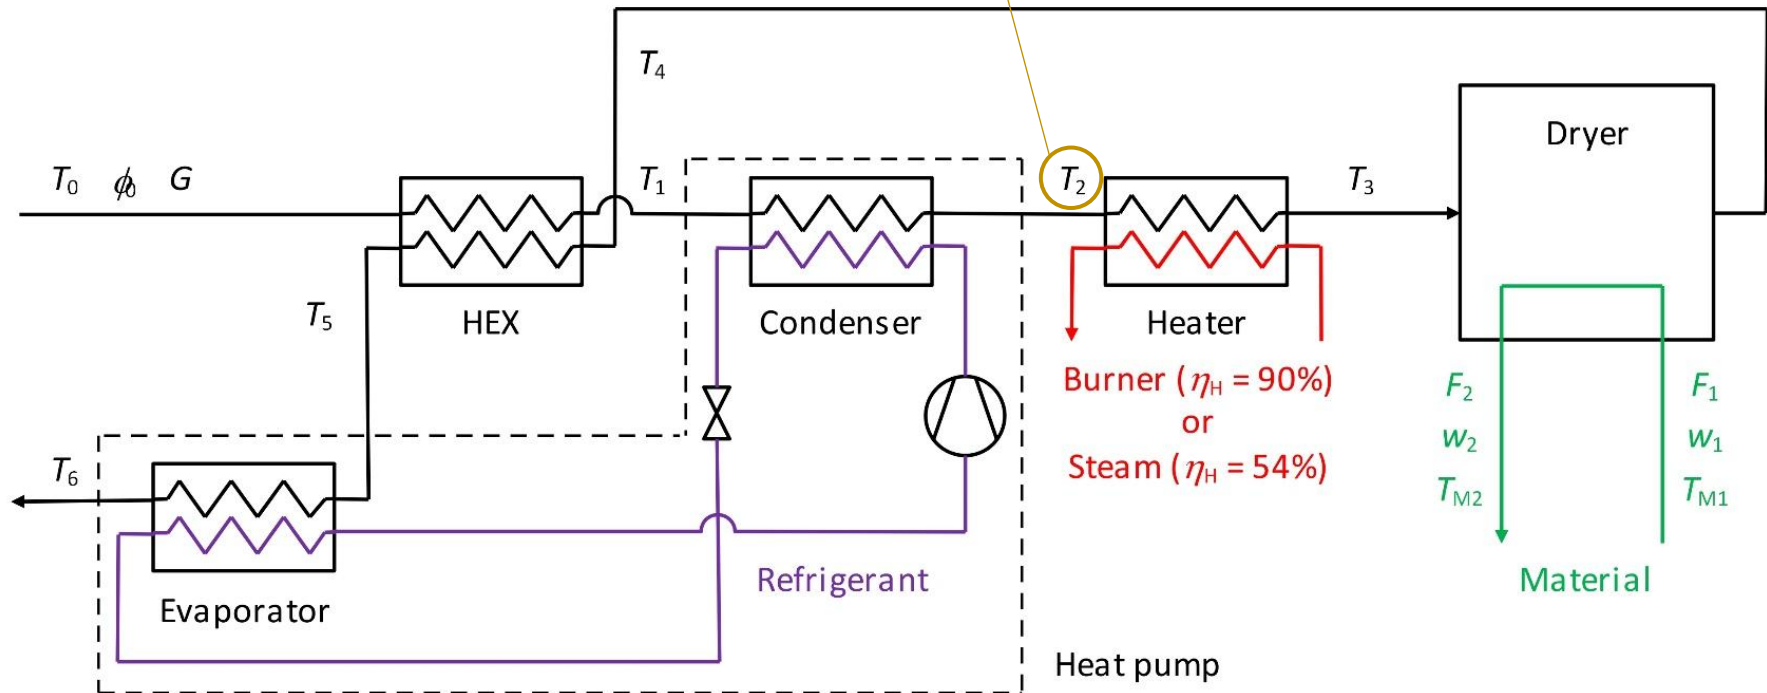 T4
Dryer
T0 ϕ0 G
T1
T2
T3
T5
HEX
Condenser
Heater
Burner (ηH = 90%)
or
Steam (ηH = 54%)
F2
w2
TM2
F1
w1
TM1
T6
Refrigerant
Material
Evaporator
Heat pump